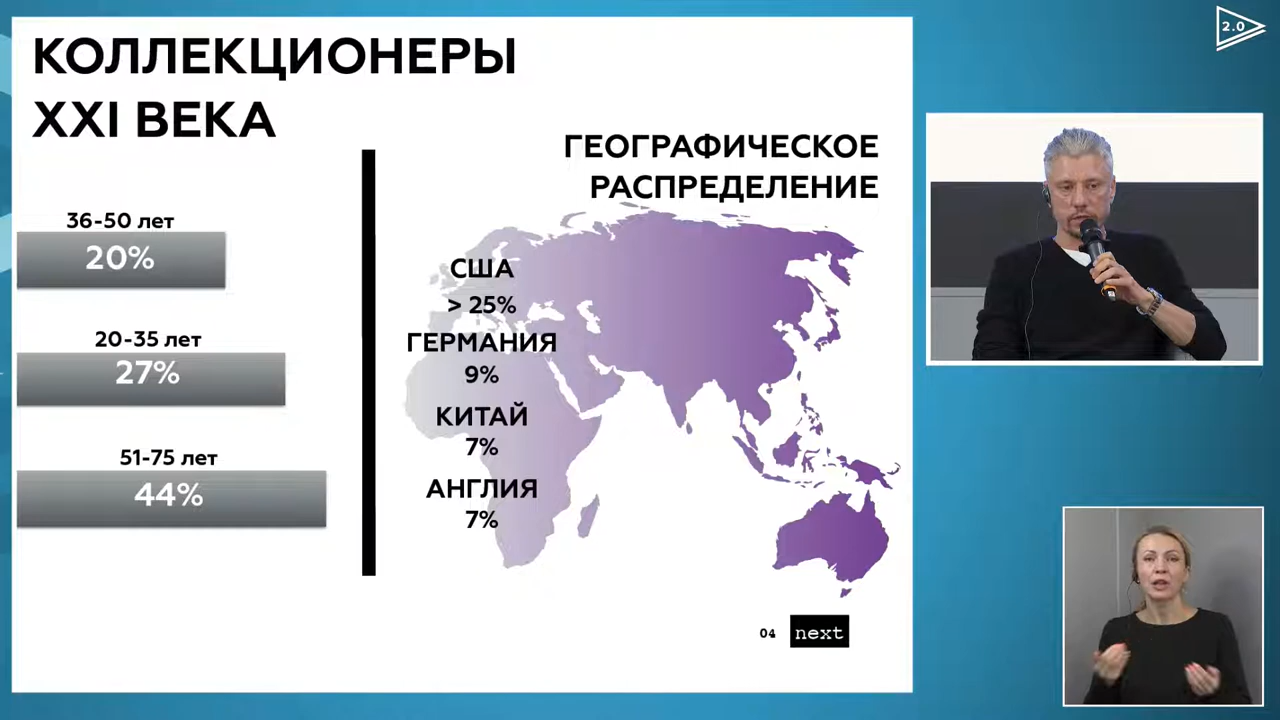 КОЛЛЕКЦИОНЕРЫ
XXI ВЕКА
36-50 лет
20%
20-35 лет
27%
51-75 лет
44%
ГЕОГРАФИЧЕСКОЕ
РАСПРЕДЕЛЕНИЕ
США
> 25%
ГЕРМАНИЯ
9%
КИТАЙ
7%
АНГЛИЯ
7%
04 next
2.0